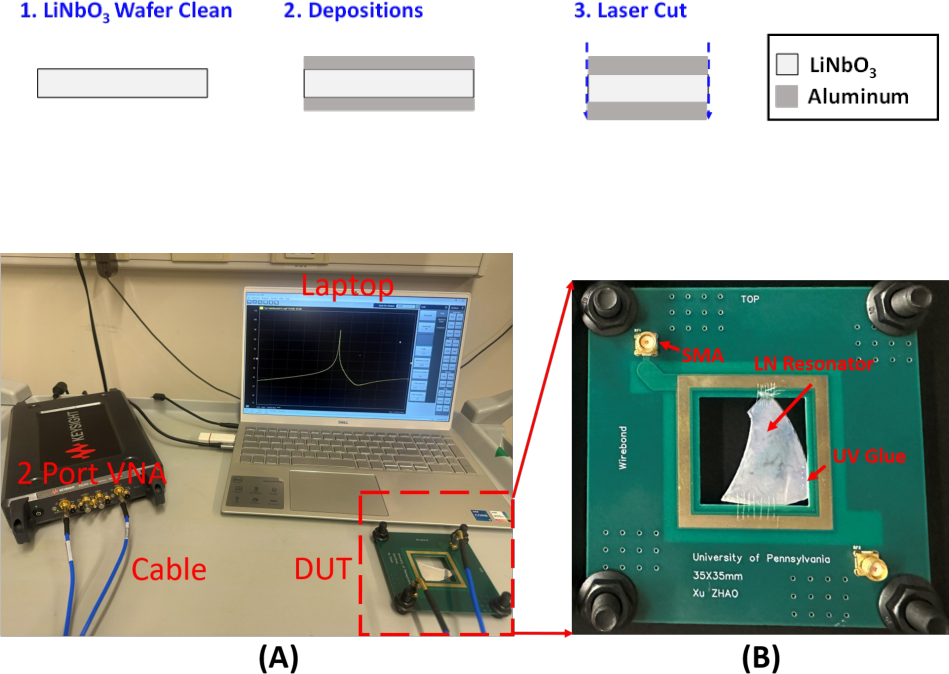 1. LiNbO3 Wafer Clean
2. Depositions
3. Laser Cut
LiNbO3
Aluminum
Laptop
KEYSIGHT
2 Port VNA
Cable
DUT
DELL
(A)
TOP
SMA
LN Resonator
UV Glue
Wirebond
University of Pennsylvania
35X35mm
Xu ZHAO
(B)